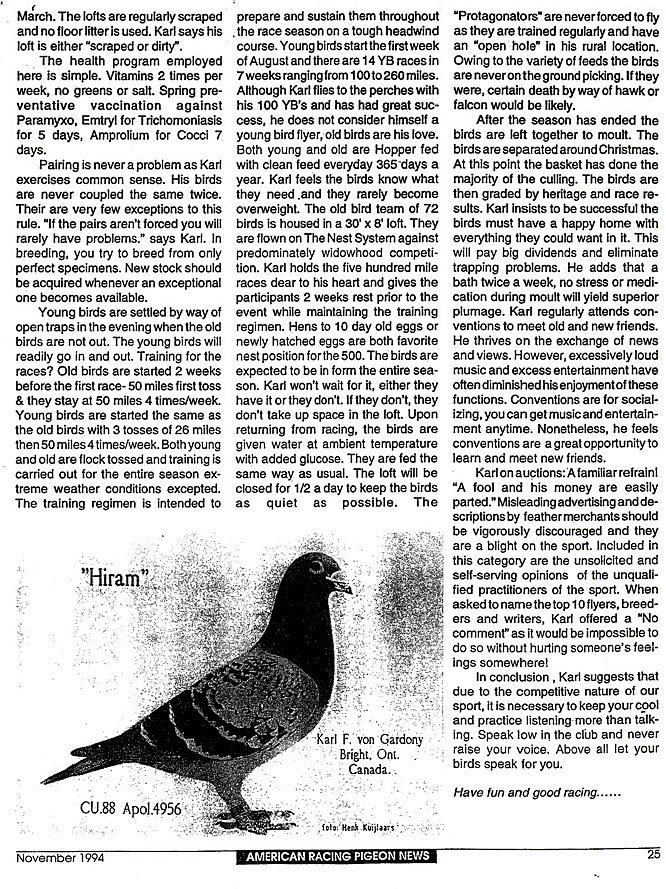 March. The lofts are regularly scraped
and no floor litter is used. Karl says his
loft is either "scraped or dirty".
The health program employed
here is simple. Vitamins 2 times per
week, no greens or salt. Spring pre-
ventative vaccination against
Paramyxo, Emtryl for Trichomoniasis
for 5 days, Amprolium for Cocci 7
days.
Pairing is never a problem as Karl
exercises common sense. His birds
are never coupled the same twice.
Their are very few exceptions to this
rule. "If the pairs aren't forced you will
rarely have problems." says Karl. In
breeding, you try to breed from only
perfect specimens. New stock should
be acquired whenever an exceptional
one becomes available.
Young birds are settled by way of
open traps in the evening when the old
birds are not out. The young birds will
readily go in and out. Training for the
races? Old birds are started 2 weeks
before the first race- 50 miles first toss
& they stay at 50 miles 4 times/week.
Young birds are started the same as
the old birds with 3 tosses of 26 miles
then 50 miles 4 times/week. Both young
and old are flock tossed and training is
carried out for the entire season ex-
treme weather conditions excepted.
The training regimen is intended to
prepare and sustain them throughout
the race season on a tough headwind
course. Young birds start the first week
of August and there are 14 YB races in
7 weeks ranging from 100 to 260 miles.
Although Karl flies to the perches with
his 100 YB's and has had great suc-
cess, he does not consider himself a
young bird flyer, old birds are his love.
Both young and old are Hopper fed
with clean feed everyday 365 days a
year. Karl feels the birds know what
they need and they rarely become
overweight. The old bird team of 72
birds is housed in a 30' x 8' loft. They
are flown on The Nest System against
predominately widowhood competi-
tion. Karl holds the five hundred mile
races dear to his heart and gives the
participants 2 weeks rest prior to the
event while maintaining the training
regimen. Hens to 10 day old eggs or
newly hatched eggs are both favorite
nest position for the 500. The birds are
expected to be in form the entire sea-
son. Karl won't wait for it, either they
have it or they don't. If they don't, they
don't take up space in the loft. Upon
returning from racing, the birds are
given water at ambient temperature
with added glucose. They are fed the
same way as usual. The loft will be
closed for 1/2 a day to keep the birds
as quiet as possible. The
"Protagonators" are never forced to fly
as they are trained regularly and have
an "open hole" in his rural location.
Owing to the variety of feeds the birds
are never on the ground picking. If they
were, certain death by way of hawk or
falcon would be likely.
After the season has ended the
birds are left together to moult. The
birds are separated around Christmas.
At this point the basket has done the
majority of the culling. The birds are
then graded by heritage and race re-
sults. Karl insists to be successful the
birds must have a happy home with
everything they could want in it. This
will pay big dividends and eliminate
trapping problems. He adds that a
bath twice a week, no stress or medi-
cation during moult will yield superior
plumage. Karl regularly attends con-
ventions to meet old and new friends.
He thrives on the exchange of news
and views. However, excessively loud
music and excess entertainment have
often diminished his enjoyment of these
functions. Conventions are for social-
izing, you can get music and entertain-
ment anytime. Nonetheless, he feels
conventions are a great opportunity to
learn and meet new friends.
Karl on auctions: A familiar refrain!
"A fool and his money are easily
parted." Misleading advertising and de-
scriptions by feather merchants should
be vigorously discouraged and they
are a blight on the sport. Included in
this category are the unsolicited and
self-serving opinions of the unquali-
fied practitioners of the sport. When
asked to name the top 10 flyers, breed-
ers and writers, Karl offered a "No
comment" as it would be impossible to
do so without hurting someone's feel-
ings somewhere!
In conclusion , Karl suggests that
due to the competitive nature of our
sport, it is necessary to keep your cool
and practice listening more than talk-
ing. Speak low in the club and never
raise your voice. Above all let your
birds speak for you.
Have fun and good racing......
"Hiram"
Karl F. von Gardony
Bright, Ont.
Canada.
CU.88 Apol.4956
foto: Henk Kuijlaars
November 1994
AMERICAN RACING PIGEON NEWS
25